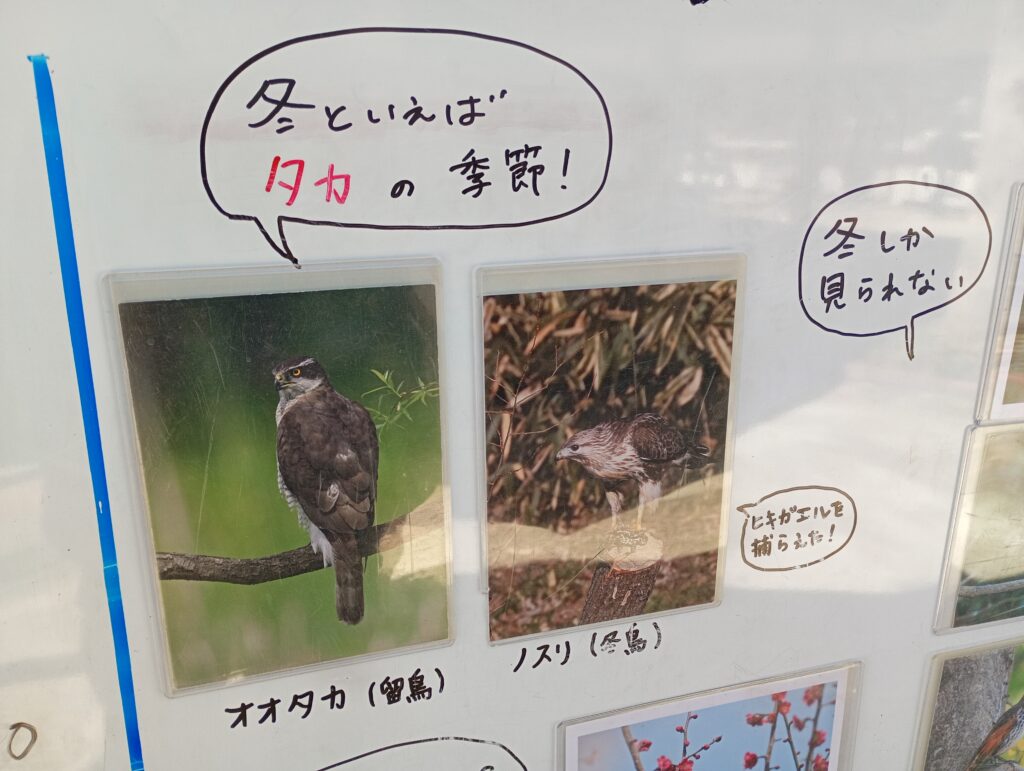 冬といえば
タカの季節!
冬しか
見られない
ヒキガエルを
捕らえた!
オオタカ(留鳥)
ノスリ(冬鳥)